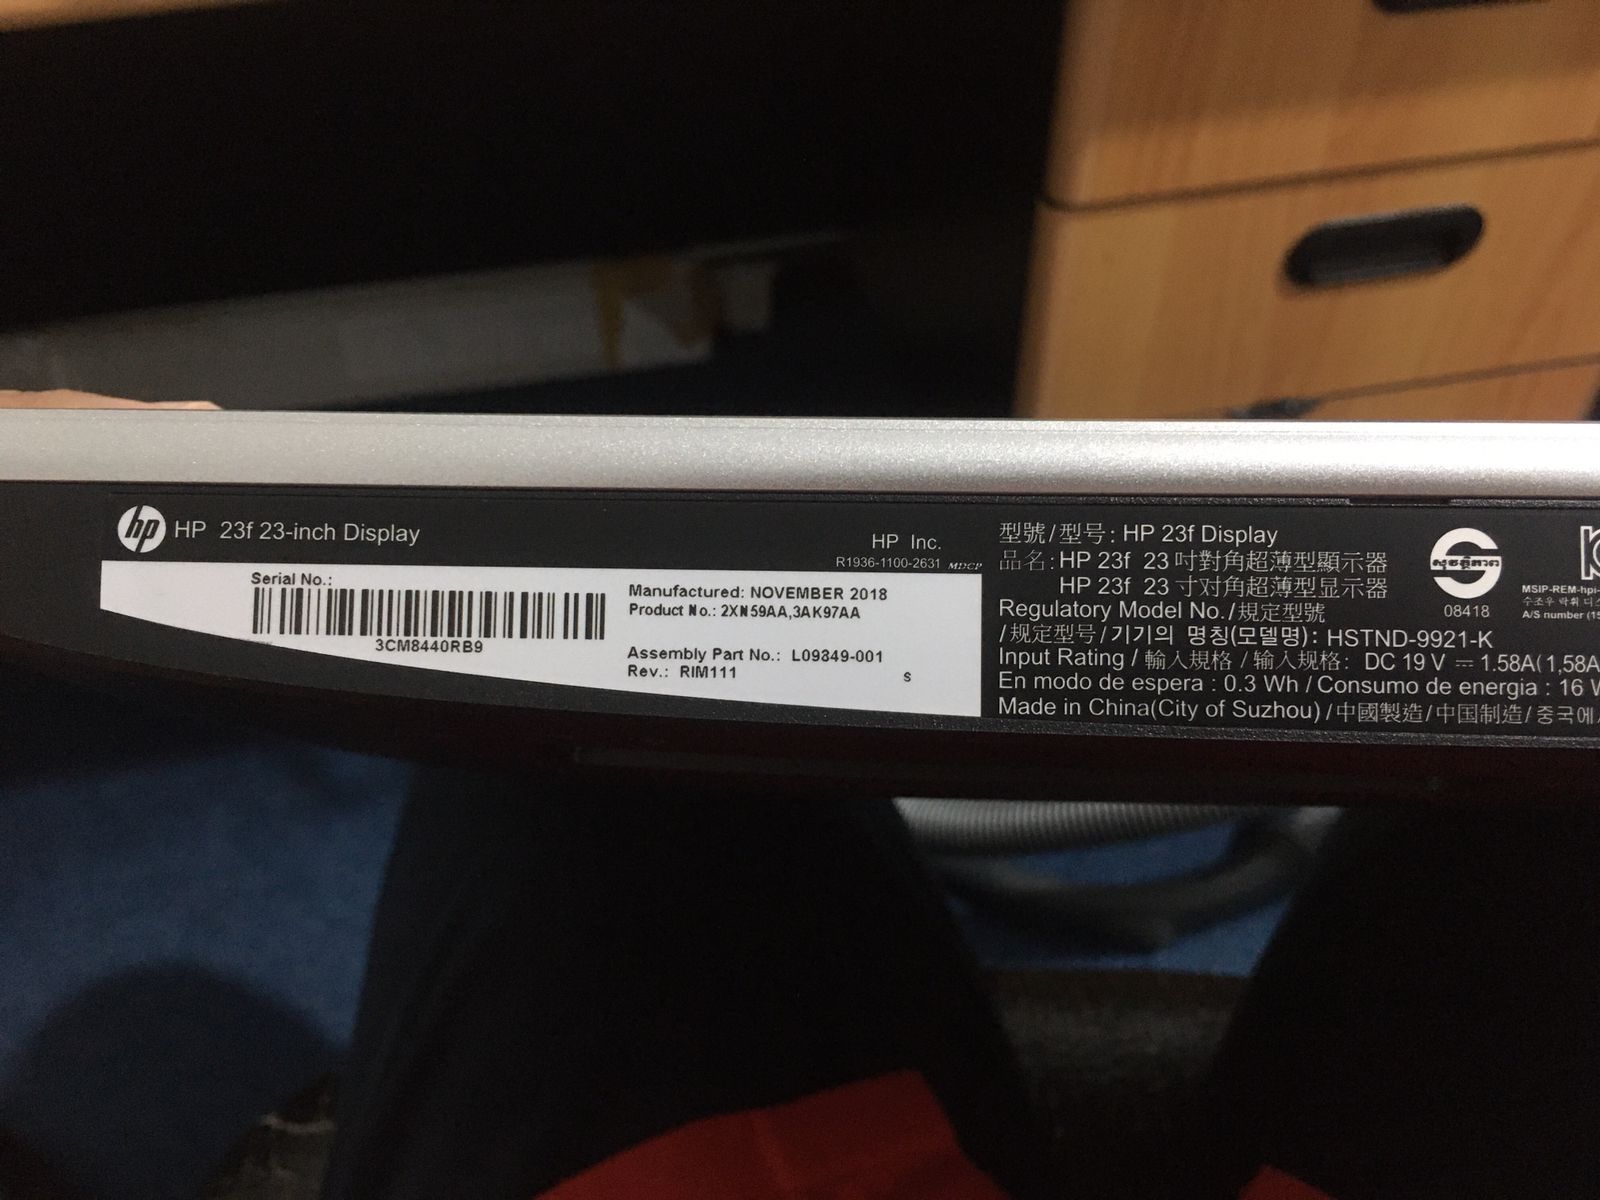 hp HP 23f 23-inch Display
HP Inc.
R1936-1100-2631 MDCP
Serial No.:
3CM8440RB9
Manufactured: NOVEMBER 2018
Product No.: 2XN59AA,3AK97AA
Assembly Part No.: L09849-001
Rev.: RIM111
S
型號/型号: HP 23f Display
品名: HP 23f 23 吋對角超薄型顯示器
HP 23f 23 寸对角超薄型显示器
Regulatory Model No./規定型號
/规定型号/기기의 명칭(모델명): HSTND-9921-K
Input Rating / 輸入規格 / 输入规格: DC 19 V ⎓ 1.58A(1,58A
En modo de espera : 0.3 Wh / Consumo de energia : 16 W
Made in China(City of Suzhou)/中國製造/中国制造/중국에
08418
MSIP-REM-hpi-
A/S number (15